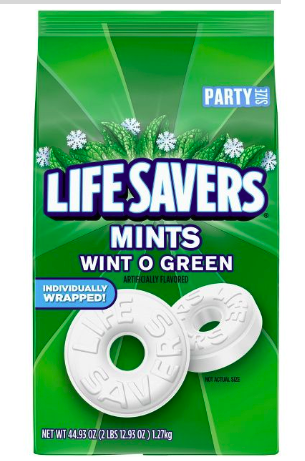 PARTY SIZE
LIFE SAVERS
MINTS
WINT O GREEN
ARTIFICIALLY FLAVORED
INDIVIDUALLY
WRAPPED!
LIFE
SAVERS
NOT ACTUAL SIZE
NET WT 44.93 OZ (2 LBS 12.93 OZ) 1.27kg